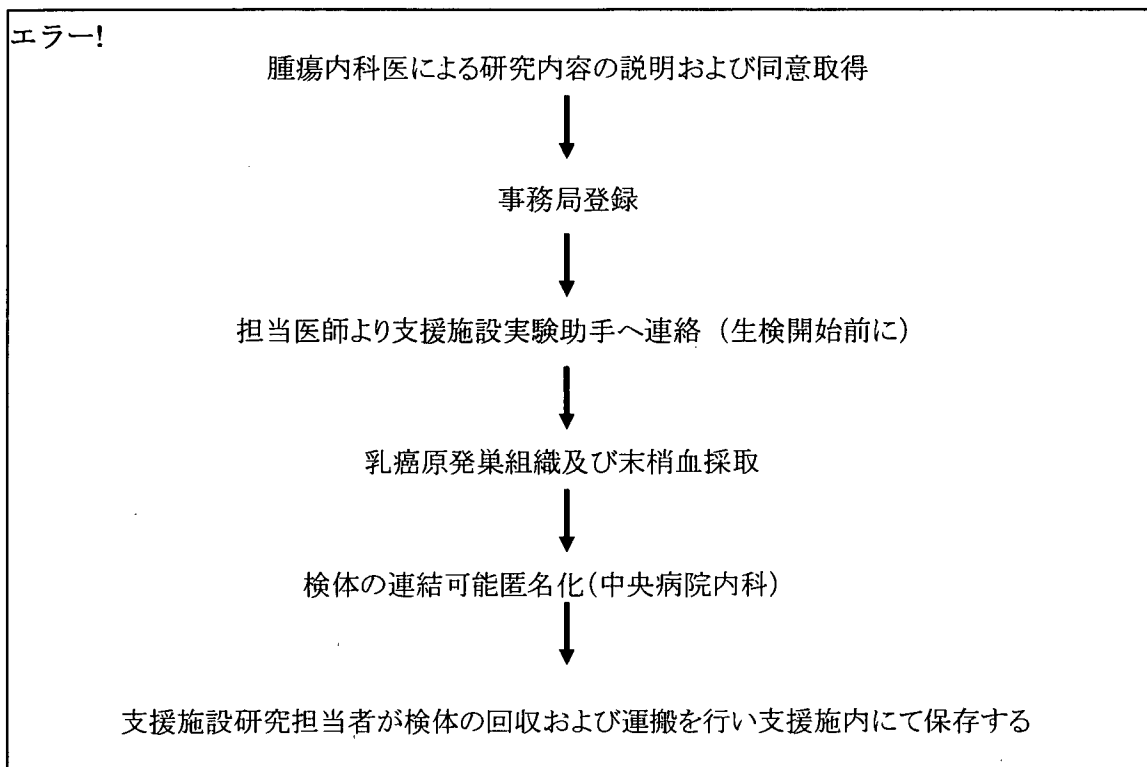 エラー!
腫瘍内科医による研究内容の説明および同意取得
事務局登録
担当医師より支援施設実験助手へ連絡 (生検開始前に)
乳癌原発巣組織及び末梢血採取
検体の連結可能匿名化(中央病院内科)
支援施設研究担当者が検体の回収および運搬を行い支援施内にて保存する